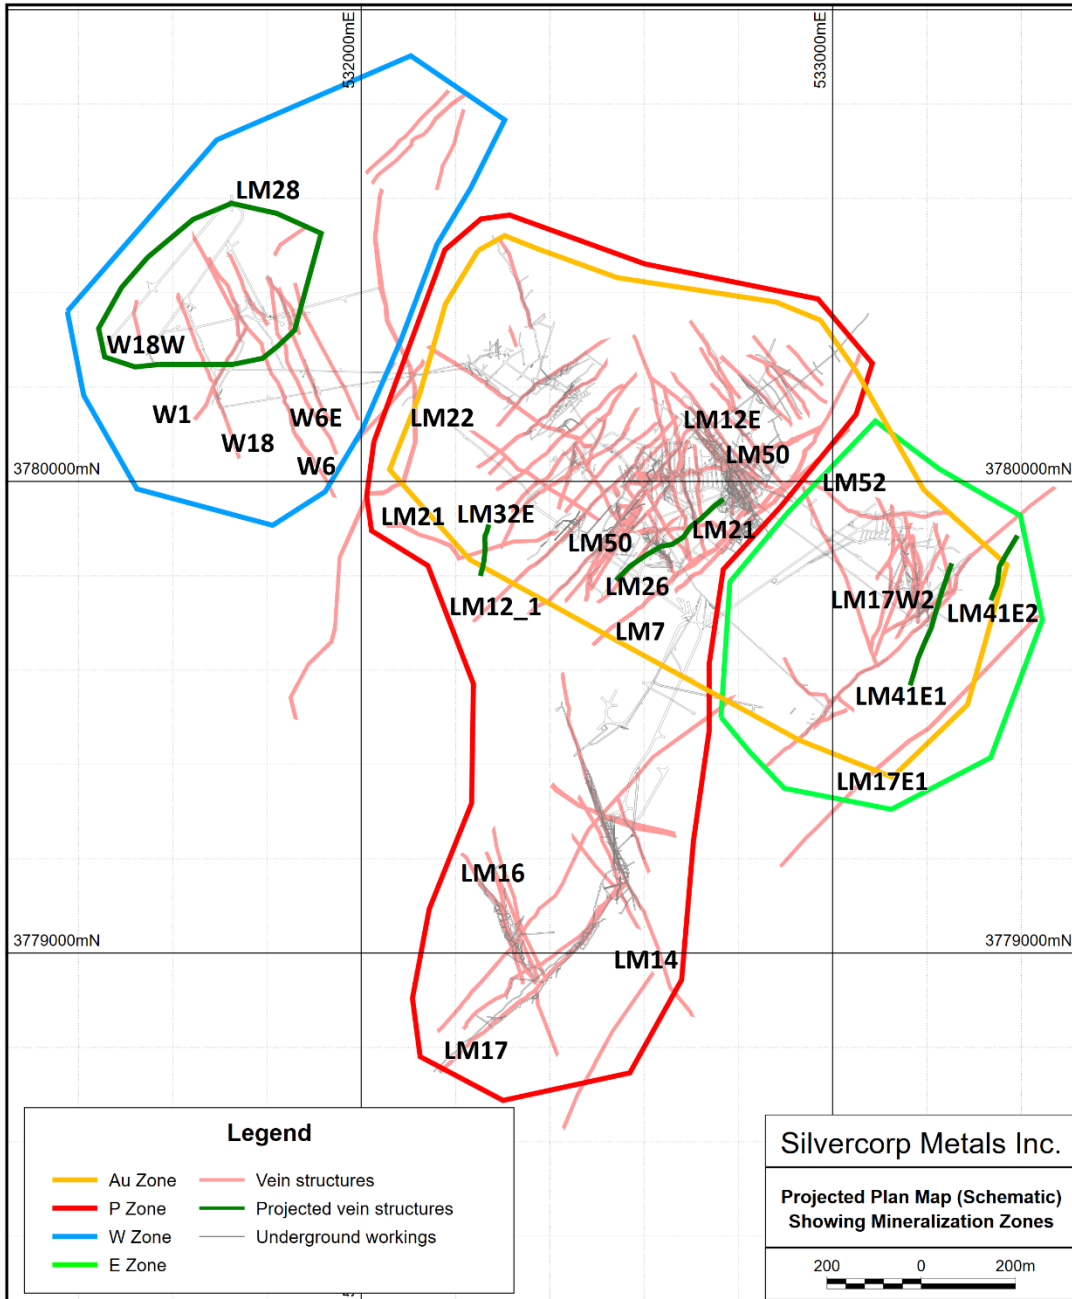 532000mE
533000mE
LM28
W18W
W1
W6E
W18
W6
LM22
LM12E
LM50
3780000mN
3780000mN
LM52
LM21
LM32E
LM50
LM21
LM26
LM12_1
LM7
LM17W2
LM41E2
LM41E1
LM17E1
LM16
3779000mN
3779000mN
LM14
LM17
Legend
Au Zone
Vein structures
P Zone
Projected vein structures
W Zone
Underground workings
E Zone
Silvercorp Metals Inc.
Projected Plan Map (Schematic)
Showing Mineralization Zones
200 0 200m